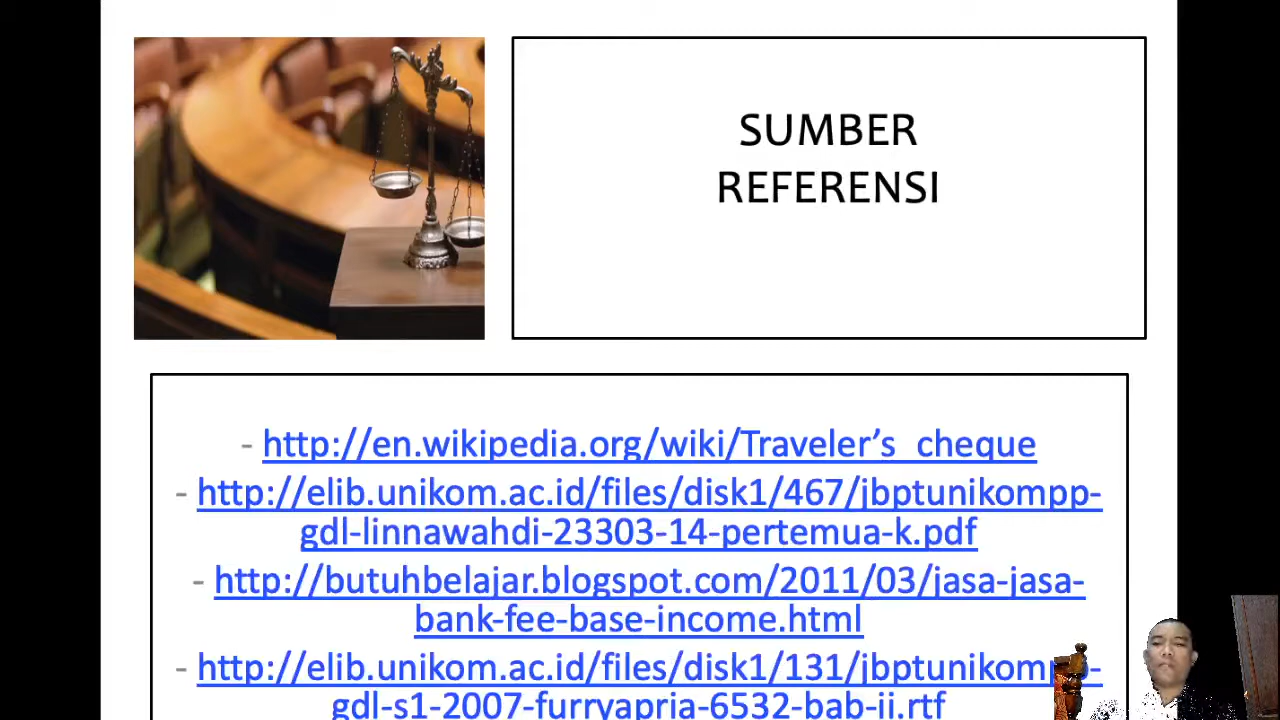 SUMBER
REFERENSI
- http://en.wikipedia.org/wiki/Traveler’s_cheque
- http://elib.unikom.ac.id/files/disk1/467/jbptunikompp-
gdl-linnawahdi-23303-14-pertemua-k.pdf
- http://butuhbelajar.blogspot.com/2011/03/jasa-jasa-
bank-fee-base-income.html
- http://elib.unikom.ac.id/files/disk1/131/jbptunikompp-
gdl-s1-2007-furryapria-6532-bab-ii.rtf